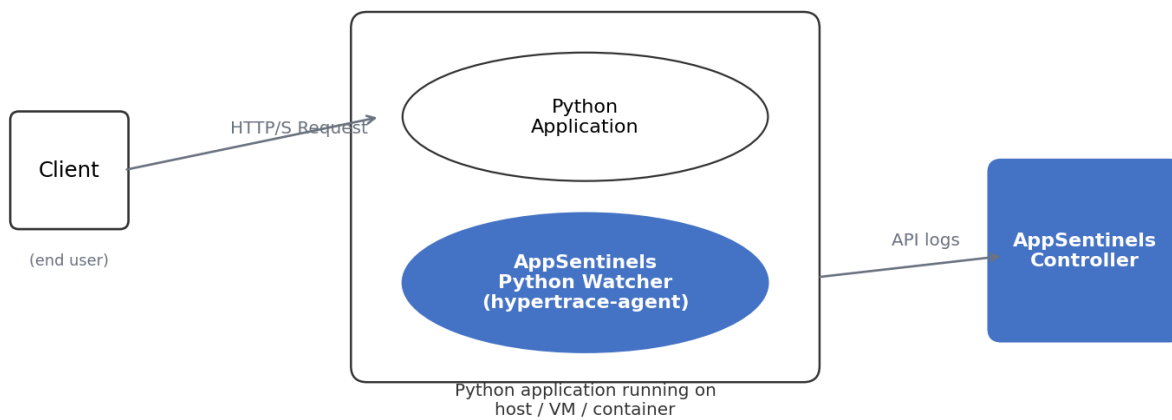 Client
(end user)
HTTP/S Request
Python
Application
AppSentinels
Python Watcher
(hypertrace-agent)
Python application running on
host / VM / container
API logs
AppSentinels
Controller